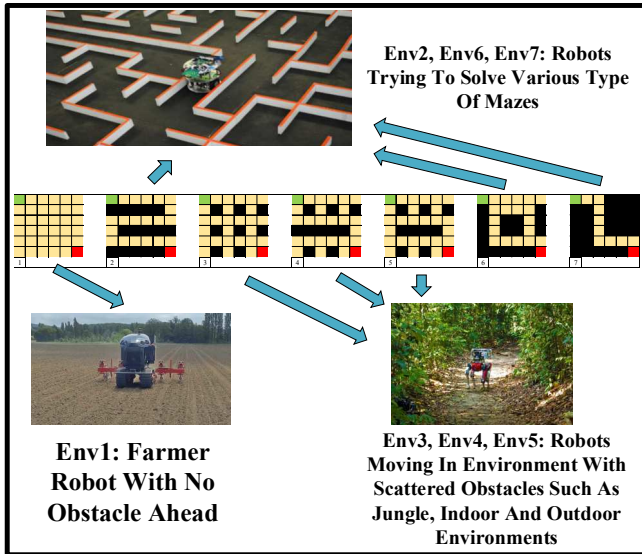 Env2, Env6, Env7: Robots
Trying To Solve Various Type
Of Mazes
1
2
3
4
5
6
7
Env1: Farmer
Robot With No
Obstacle Ahead
Env3, Env4, Env5: Robots
Moving In Environment With
Scattered Obstacles Such As
Jungle, Indoor And Outdoor
Environments